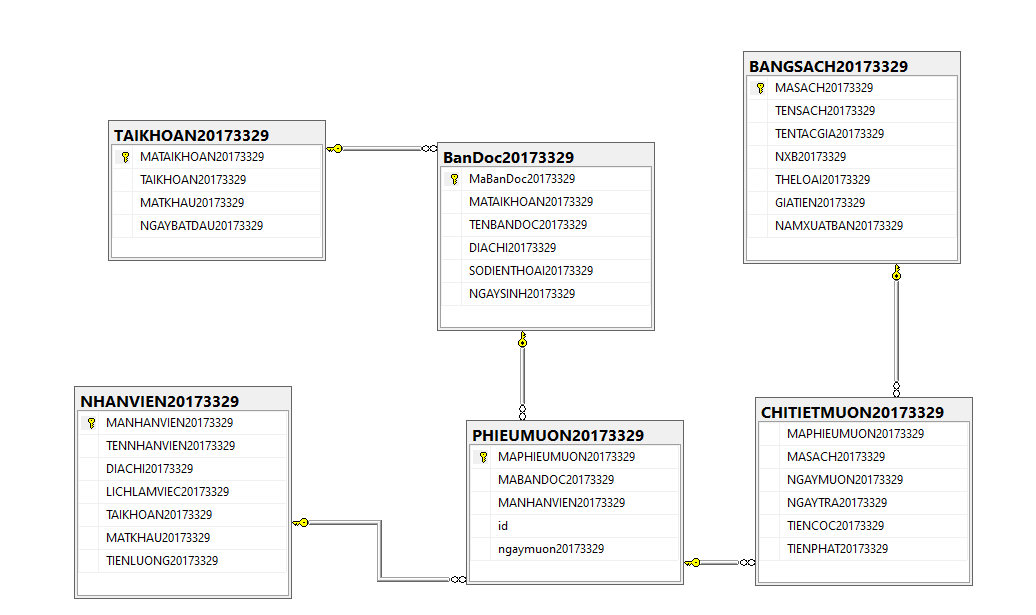 TAIKHOAN20173329
MATAIKHOAN20173329
TAIKHOAN20173329
MATKHAU20173329
NGAYBATDAU20173329
BanDoc20173329
MaBanDoc20173329
MATAIKHOAN20173329
TENBANDOC20173329
DIACHI20173329
SODIENTHOAI20173329
NGAYSINH20173329
BANGSACH20173329
MASACH20173329
TENSACH20173329
TENTACGIA20173329
NXB20173329
THELOAI20173329
GIATIEN20173329
NAMXUATBAN20173329
NHANVIEN20173329
MANHANVIEN20173329
TENNHANVIEN20173329
DIACHI20173329
LICHLAMVIEC20173329
TAIKHOAN20173329
MATKHAU20173329
TIENLUONG20173329
PHIEUMUON20173329
MAPHIEUMUON20173329
MABANDOC20173329
MANHANVIEN20173329
id
ngaymuon20173329
CHITIETMUON20173329
MAPHIEUMUON20173329
MASACH20173329
NGAYMUON20173329
NGAYTRA20173329
TIENCOC20173329
TIENPHAT20173329